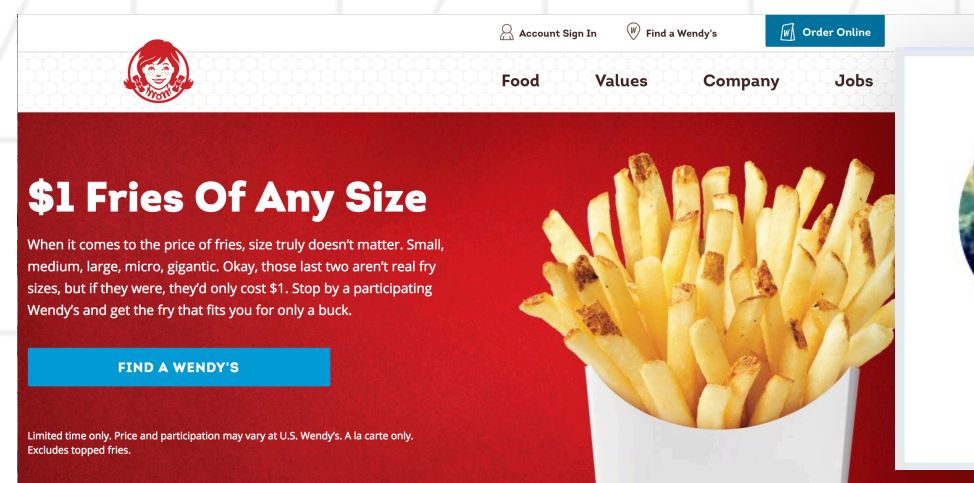 Account Sign In
Find a Wendy's
Order Online
Food
Values
Company
Jobs
$1 Fries Of Any Size
When it comes to the price of fries, size truly doesn't matter. Small,
medium, large, micro, gigantic. Okay, those last two aren't real fry
sizes, but if they were, they'd only cost $1. Stop by a participating
Wendy's and get the fry that fits you for only a buck.
FIND A WENDY'S
Limited time only. Price and participation may vary at U.S. Wendy's. A la carte only.
Excludes topped fries.